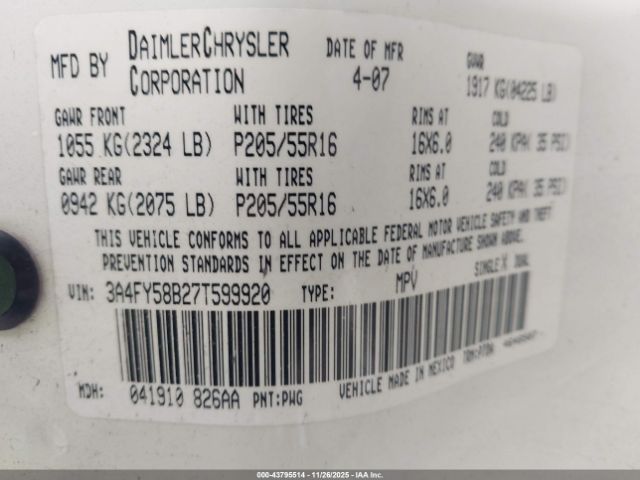 MFD BY DAIMLERCHRYSLER CORPORATION DATE OF MFR 4-07 GVWR 1917 KG(04225 LB)
GAWR FRONT WITH TIRES RIMS AT COLD
1055 KG(2324 LB) P205/55R16 16X6.0 240 KPA( 35 PSI)
GAWR REAR WITH TIRES RIMS AT COLD
0942 KG(2075 LB) P205/55R16 16X6.0 240 KPA( 35 PSI)
THIS VEHICLE CONFORMS TO ALL APPLICABLE FEDERAL MOTOR VEHICLE SAFETY AND THEFT
PREVENTION STANDARDS IN EFFECT ON THE DATE OF MANUFACTURE SHOWN ABOVE.
VIN: 3A4FY58B27T599920 TYPE: MPV SINGLE X DUAL
MDH: 041910 826AA PNT:PWG VEHICLE MADE IN MEXICO
000-43795514 - 11/26/2025 - IAA Inc.